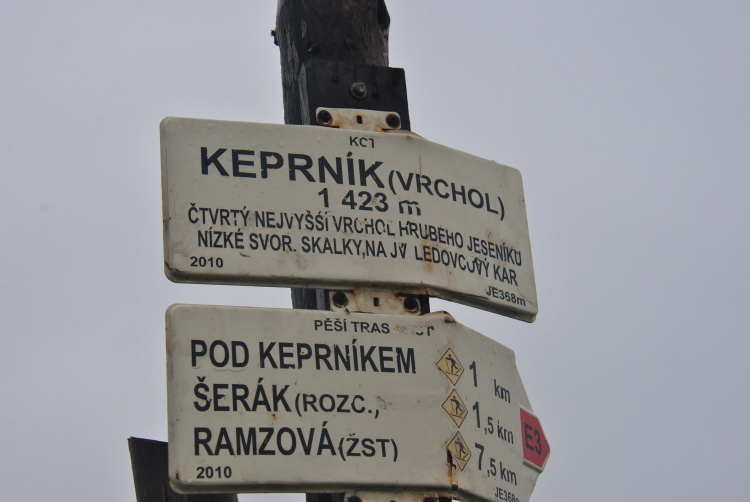 KČT
KEPRNÍK (VRCHOL)
1 423 m
ČTVRTÝ NEJVYŠŠÍ VRCHOL HRUBÉHO JESENÍKU
NÍZKÉ SVOR. SKALKY, NA JV LEDOVCOVÝ KAR
2010
JE368m
PĚŠÍ TRAS
POD KEPRNÍKEM 1 km
ŠERÁK (ROZC.) 1,5 km
RAMZOVÁ (ŽST) 7,5 km
E3
2010